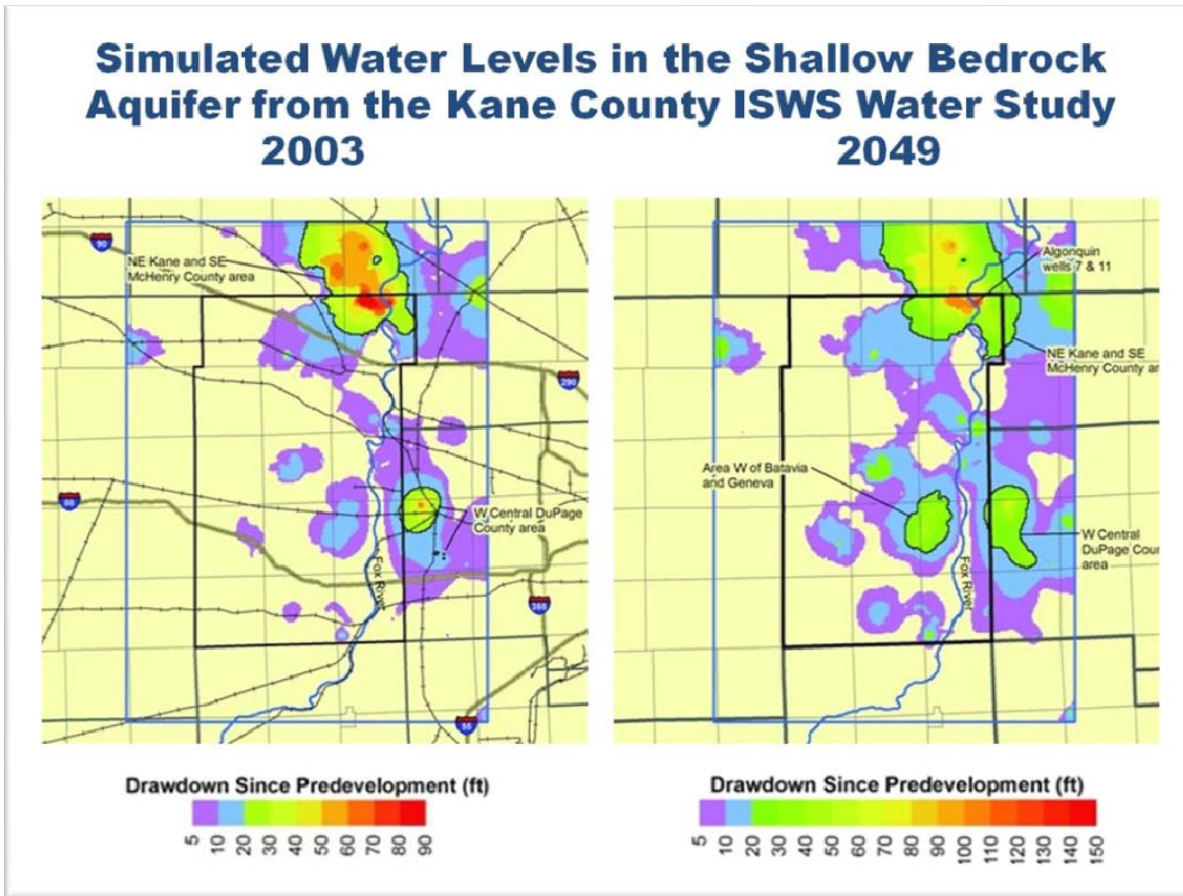 Simulated Water Levels in the Shallow Bedrock
Aquifer from the Kane County ISWS Water Study
2003
2049
90
NE Kane and SE
McHenry County area
290
88
W Central DuPage
County area
Fox River
355
55
Algonquin
wells 7 & 11
NE Kane and SE
McHenry County ar
Area W of Batavia
and Geneva
W Central
DuPage Cou
area
Fox River
Drawdown Since Predevelopment (ft)
5 10 20 30 40 50 60 70 80 90
Drawdown Since Predevelopment (ft)
5 10 20 30 40 50 60 70 80 90 100 110 120 130 140 150